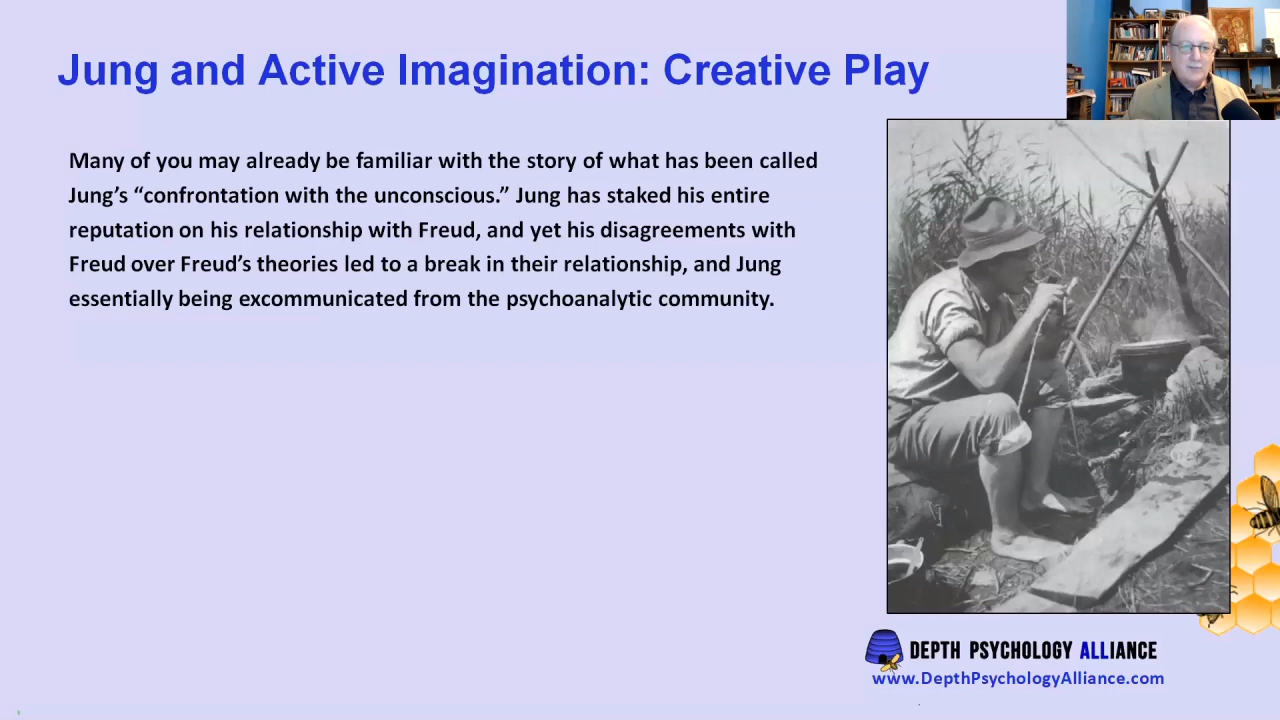 Jung and Active Imagination: Creative Play
Many of you may already be familiar with the story of what has been called
Jung’s “confrontation with the unconscious.” Jung has staked his entire
reputation on his relationship with Freud, and yet his disagreements with
Freud over Freud’s theories led to a break in their relationship, and Jung
essentially being excommunicated from the psychoanalytic community.
DEPTH PSYCHOLOGY ALLIANCE
www.DepthPsychologyAlliance.com